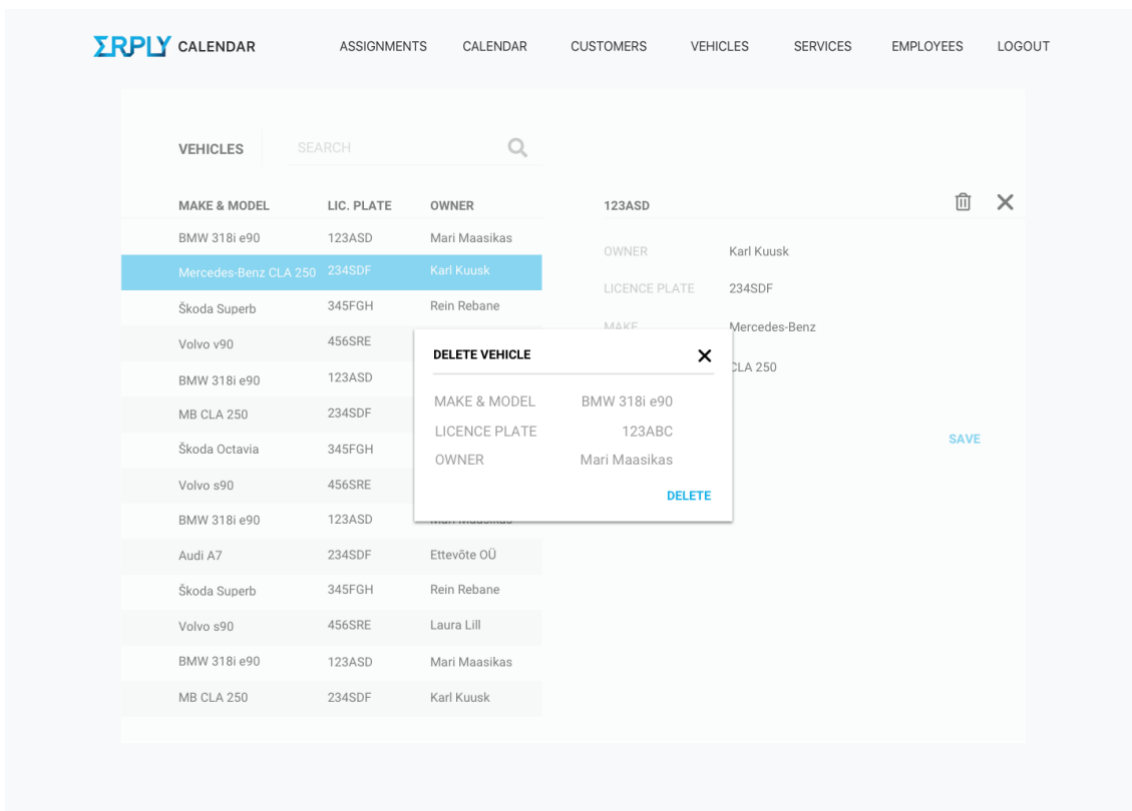 ΣRPLY CALENDAR ASSIGNMENTS CALENDAR CUSTOMERS VEHICLES SERVICES EMPLOYEES LOGOUT
VEHICLES SEARCH
MAKE & MODEL LIC. PLATE OWNER
BMW 318i e90 123ASD Mari Maasikas
Mercedes-Benz CLA 250 234SDF Karl Kuusk
Škoda Superb 345FGH Rein Rebane
Volvo v90 456SRE
BMW 318i e90 123ASD
MB CLA 250 234SDF
Škoda Octavia 345FGH
Volvo s90 456SRE
BMW 318i e90 123ASD Mari Maasikas
Audi A7 234SDF Ettevõte OÜ
Škoda Superb 345FGH Rein Rebane
Volvo s90 456SRE Laura Lill
BMW 318i e90 123ASD Mari Maasikas
MB CLA 250 234SDF Karl Kuusk
123ASD
OWNER Karl Kuusk
LICENCE PLATE 234SDF
MAKE Mercedes-Benz
CLA 250
SAVE
DELETE VEHICLE
MAKE & MODEL BMW 318i e90
LICENCE PLATE 123ABC
OWNER Mari Maasikas
DELETE